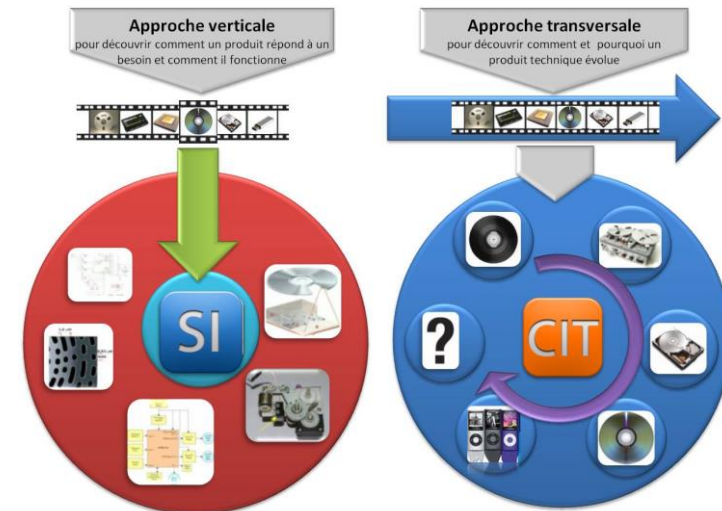 Approche verticale
pour découvrir comment un produit répond à un
besoin et comment il fonctionne
Approche transversale
pour découvrir comment et pourquoi un
produit technique évolue
SI
CIT
?